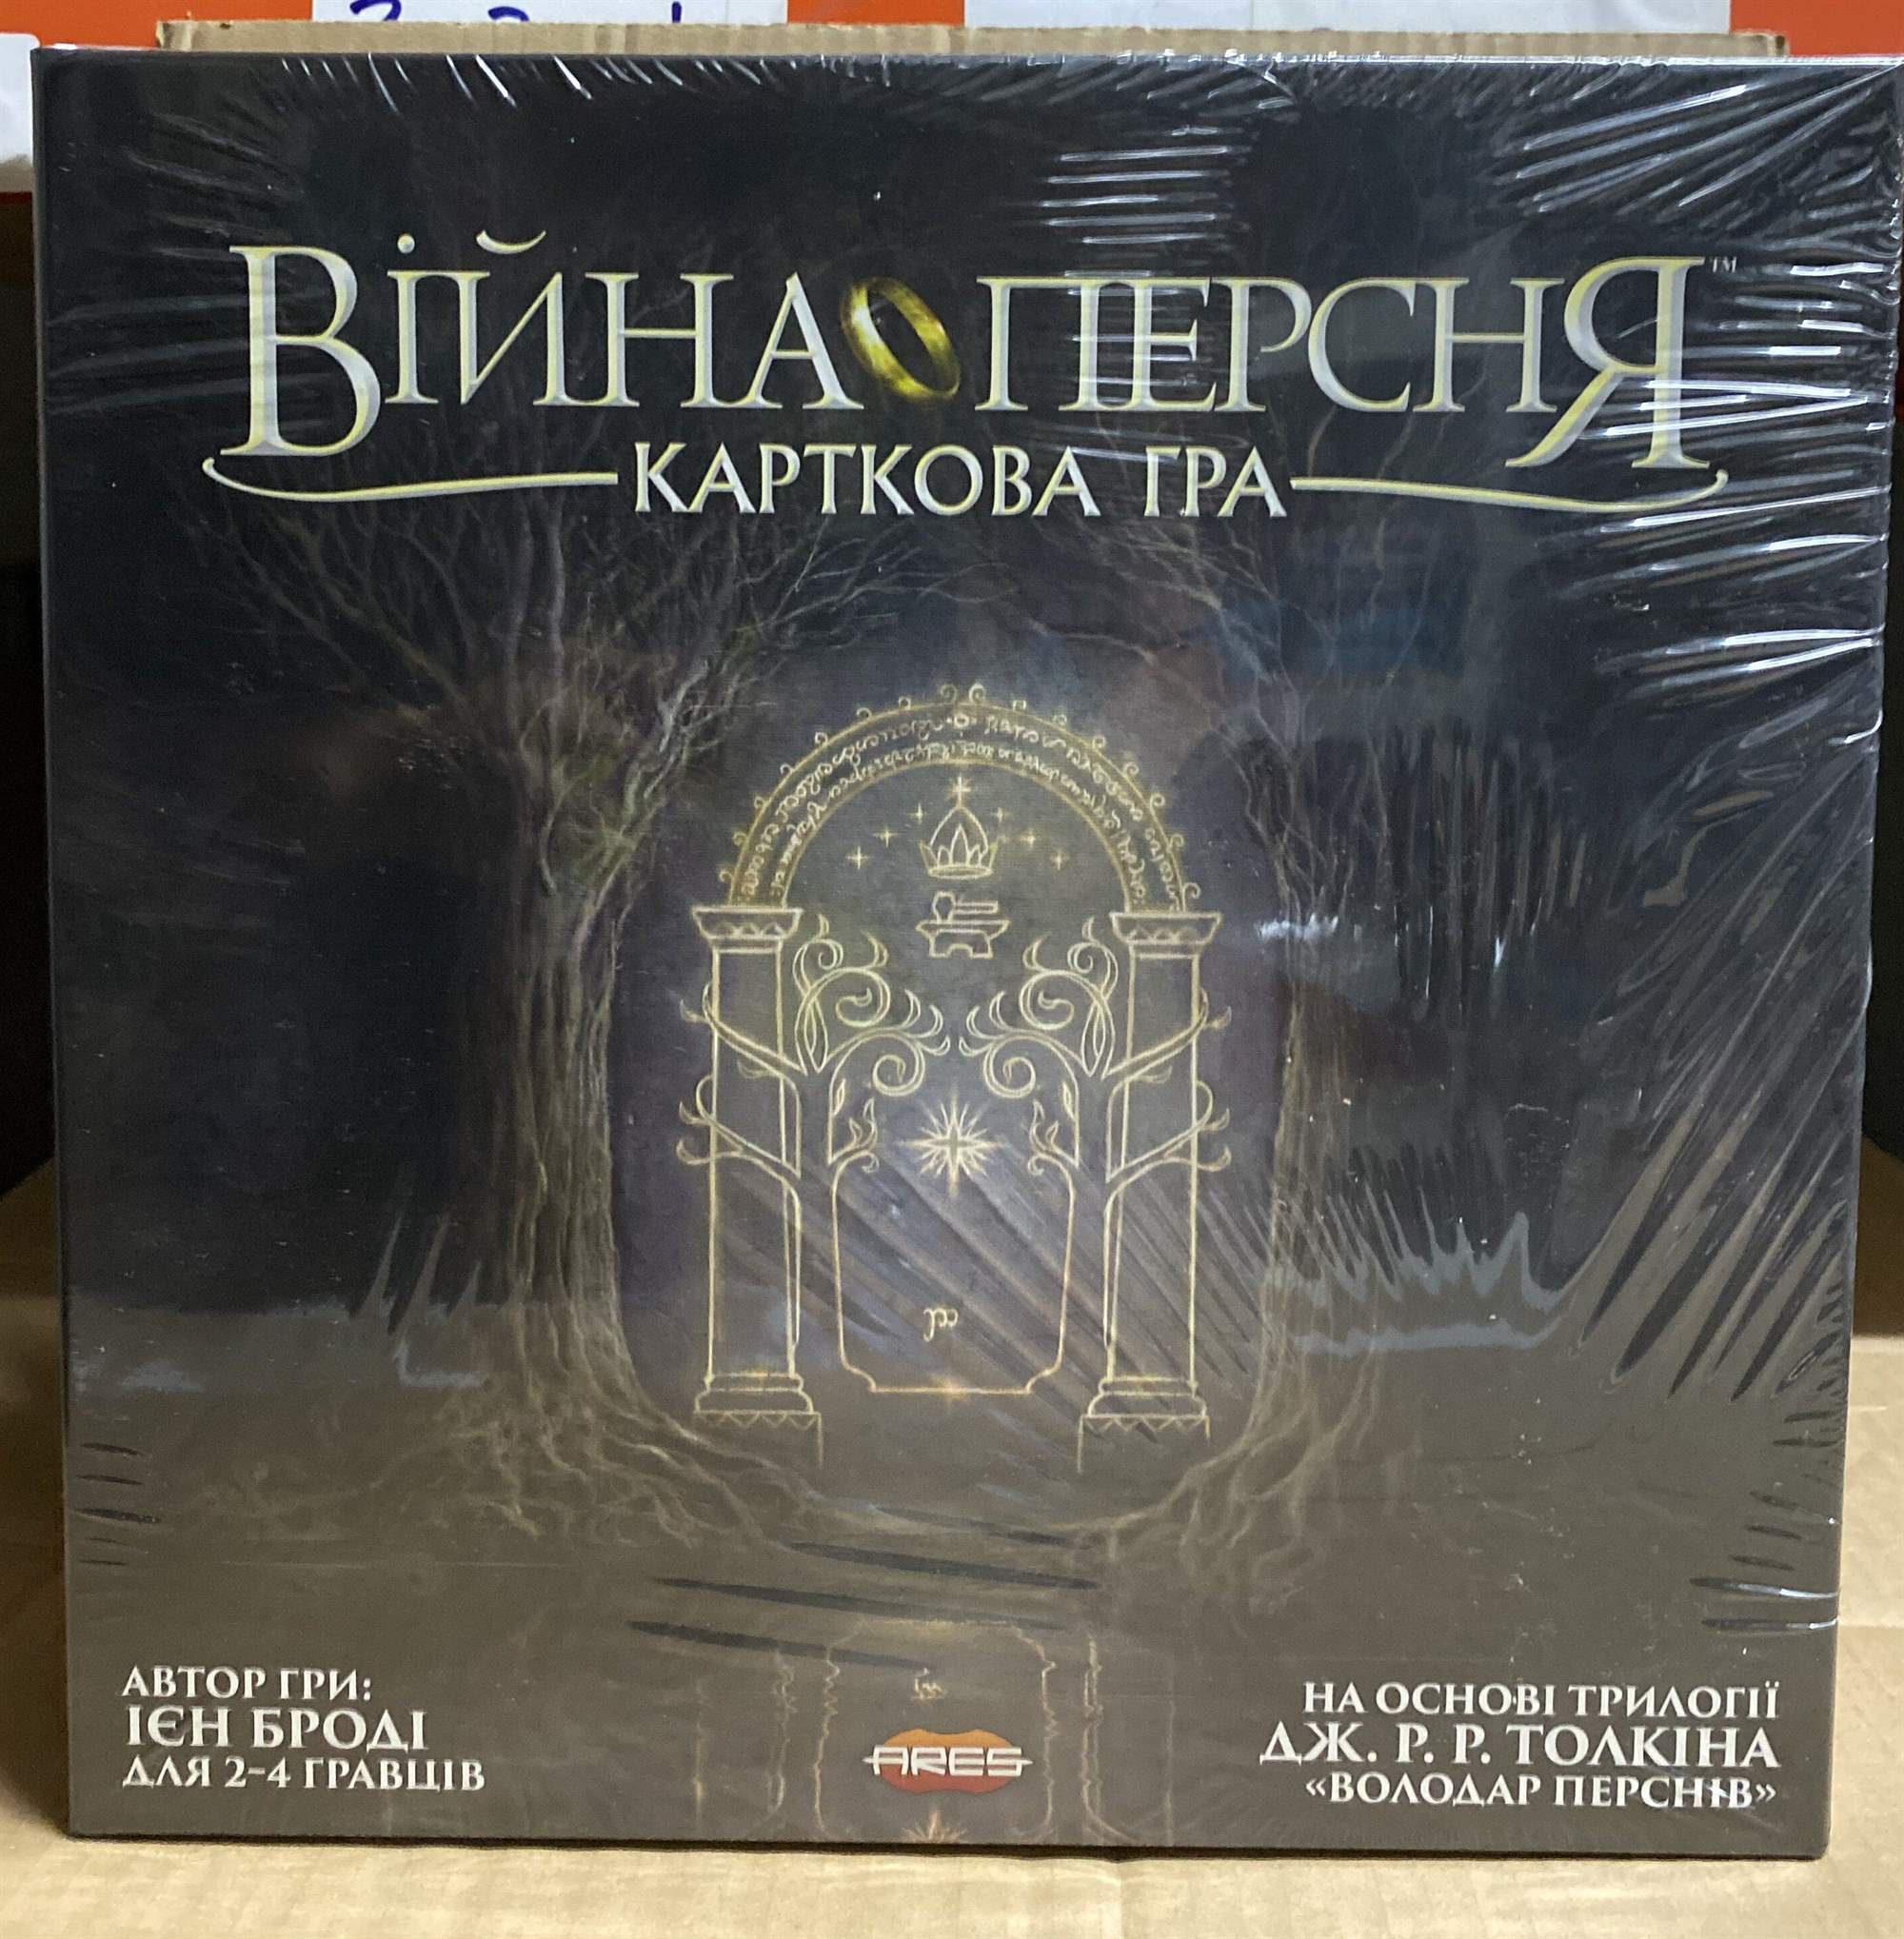 ВІЙНА ПЕРСНЯ™
КАРТКОВА ГРА
АВТОР ГРИ:
ІЄН БРОДІ
ДЛЯ 2-4 ГРАВЦІВ
ARES
НА ОСНОВІ ТРИЛОГІЇ
ДЖ. Р. Р. ТОЛКІНА
«ВОЛОДАР ПЕРСНІВ»